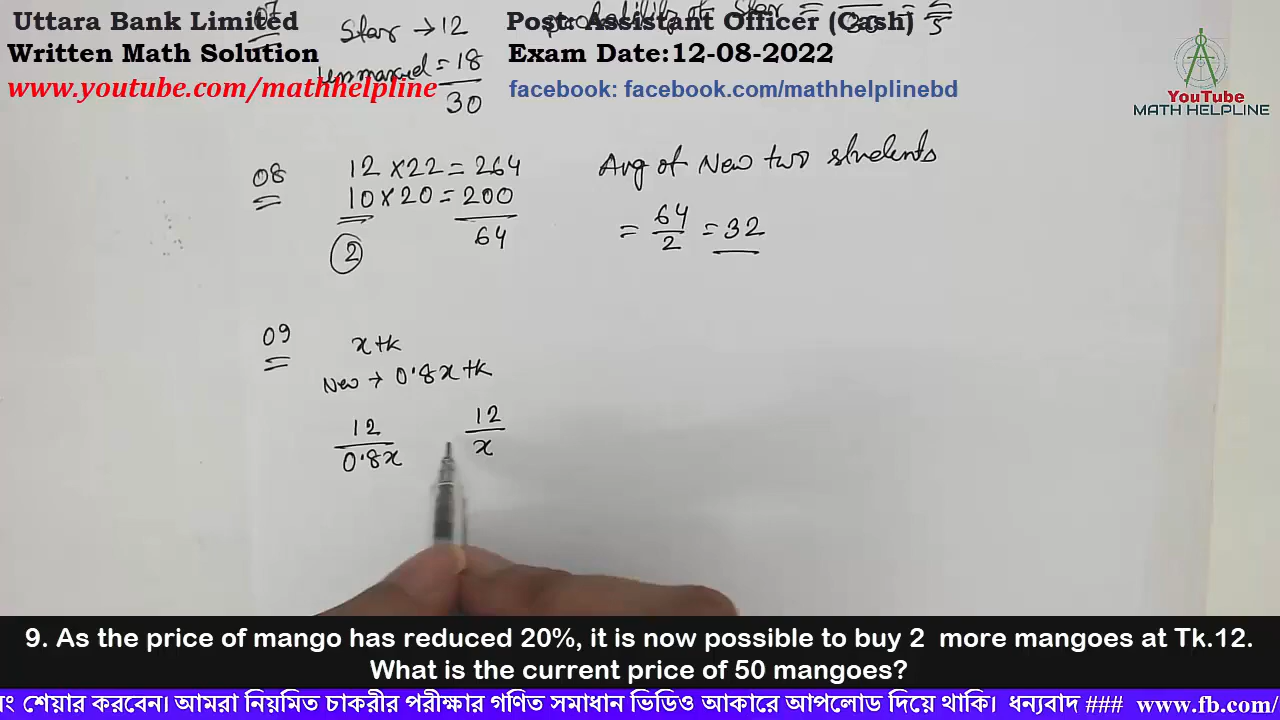 Uttara Bank Limited
Post: Assistant Officer (Cash)
Written Math Solution
Exam Date:12-08-2022
www.youtube.com/mathhelpline
facebook: facebook.com/mathhelplinebd
YouTube
MATH HELPLINE
07
Star → 12
= 18
30
probability of Star =
08
12 × 22 = 264
10 × 20 = 200
64
2
Avg of New two students
= 64/2 = 32
09
x tk
New → 0.8x tk
12/0.8x 12/x
9. As the price of mango has reduced 20%, it is now possible to buy 2 more mangoes at Tk.12.
What is the current price of 50 mangoes?
শেয়ার করবেন। আমরা নিয়মিত চাকরীর পরীক্ষার গণিত সমাধান ভিডিও আকারে আপলোড দিয়ে থাকি। ধন্যবাদ ### www.fb.com/